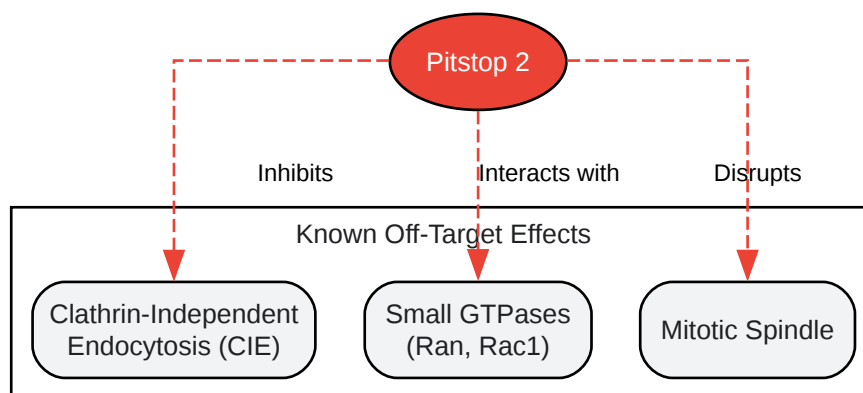 Pitstop 2
Inhibits
Interacts with
Disrupts
Known Off-Target Effects
Clathrin-Independent
Endocytosis (CIE)
Small GTPases
(Ran, Rac1)
Mitotic Spindle